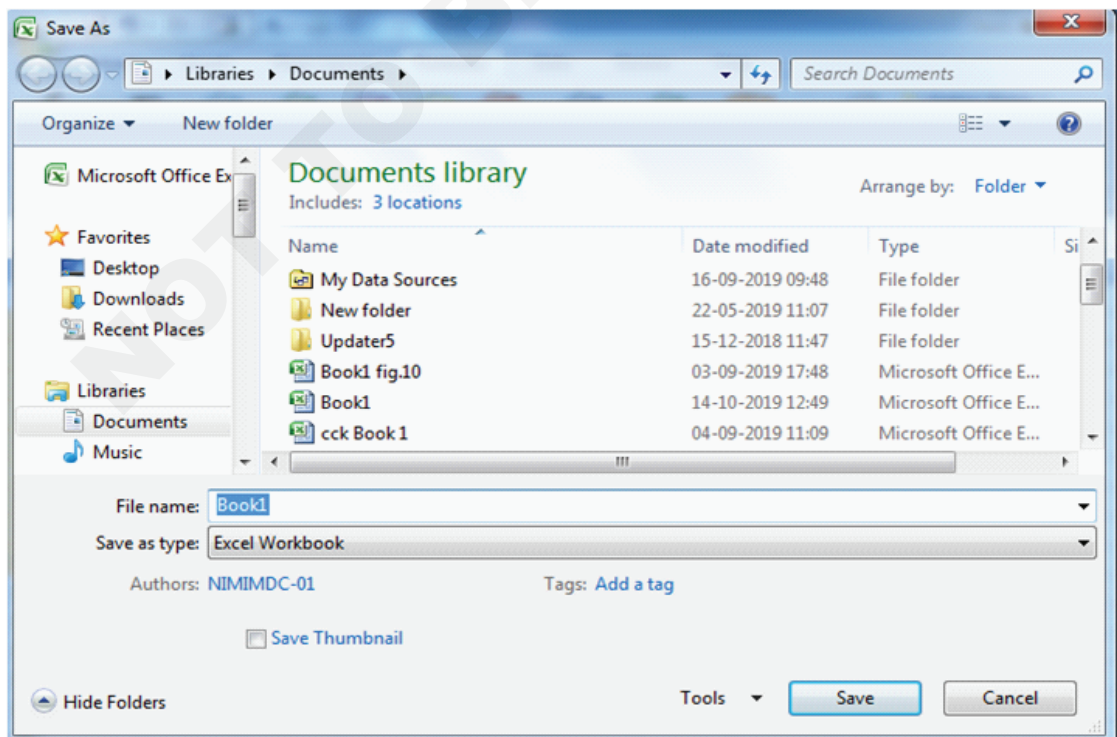 Save As
Libraries Documents
Search Documents
Organize New folder
Microsoft Office Ex
Favorites
Desktop
Downloads
Recent Places
Libraries
Documents
Music
Documents library
Includes: 3 locations
Arrange by: Folder
Name Date modified Type Si
My Data Sources 16-09-2019 09:48 File folder
New folder 22-05-2018 11:07 File folder
Updater5 15-12-2018 11:47 File folder
Book1 fig.10 03-09-2019 17:48 Microsoft Office E...
Book1 14-10-2019 12:49 Microsoft Office E...
cck Book 1 04-09-2019 11:09 Microsoft Office E...
File name: Book1
Save as type: Excel Workbook
Authors: NIMIMDC-01 Tags: Add a tag
Save Thumbnail
Hide Folders Tools Save Cancel
NOT TO B